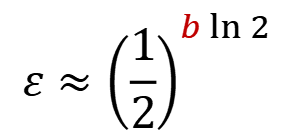 ε ≈ (1/2)^(b ln 2)